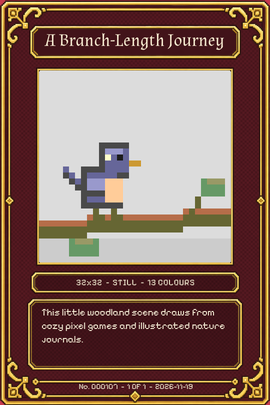 A Branch-Length Journey
32x32 - STILL - 13 COLOURS
This little woodland scene draws from
cozy pixel games and illustrated nature
journals.
No. 000107 - 1 OF 1 - 2026-11-19